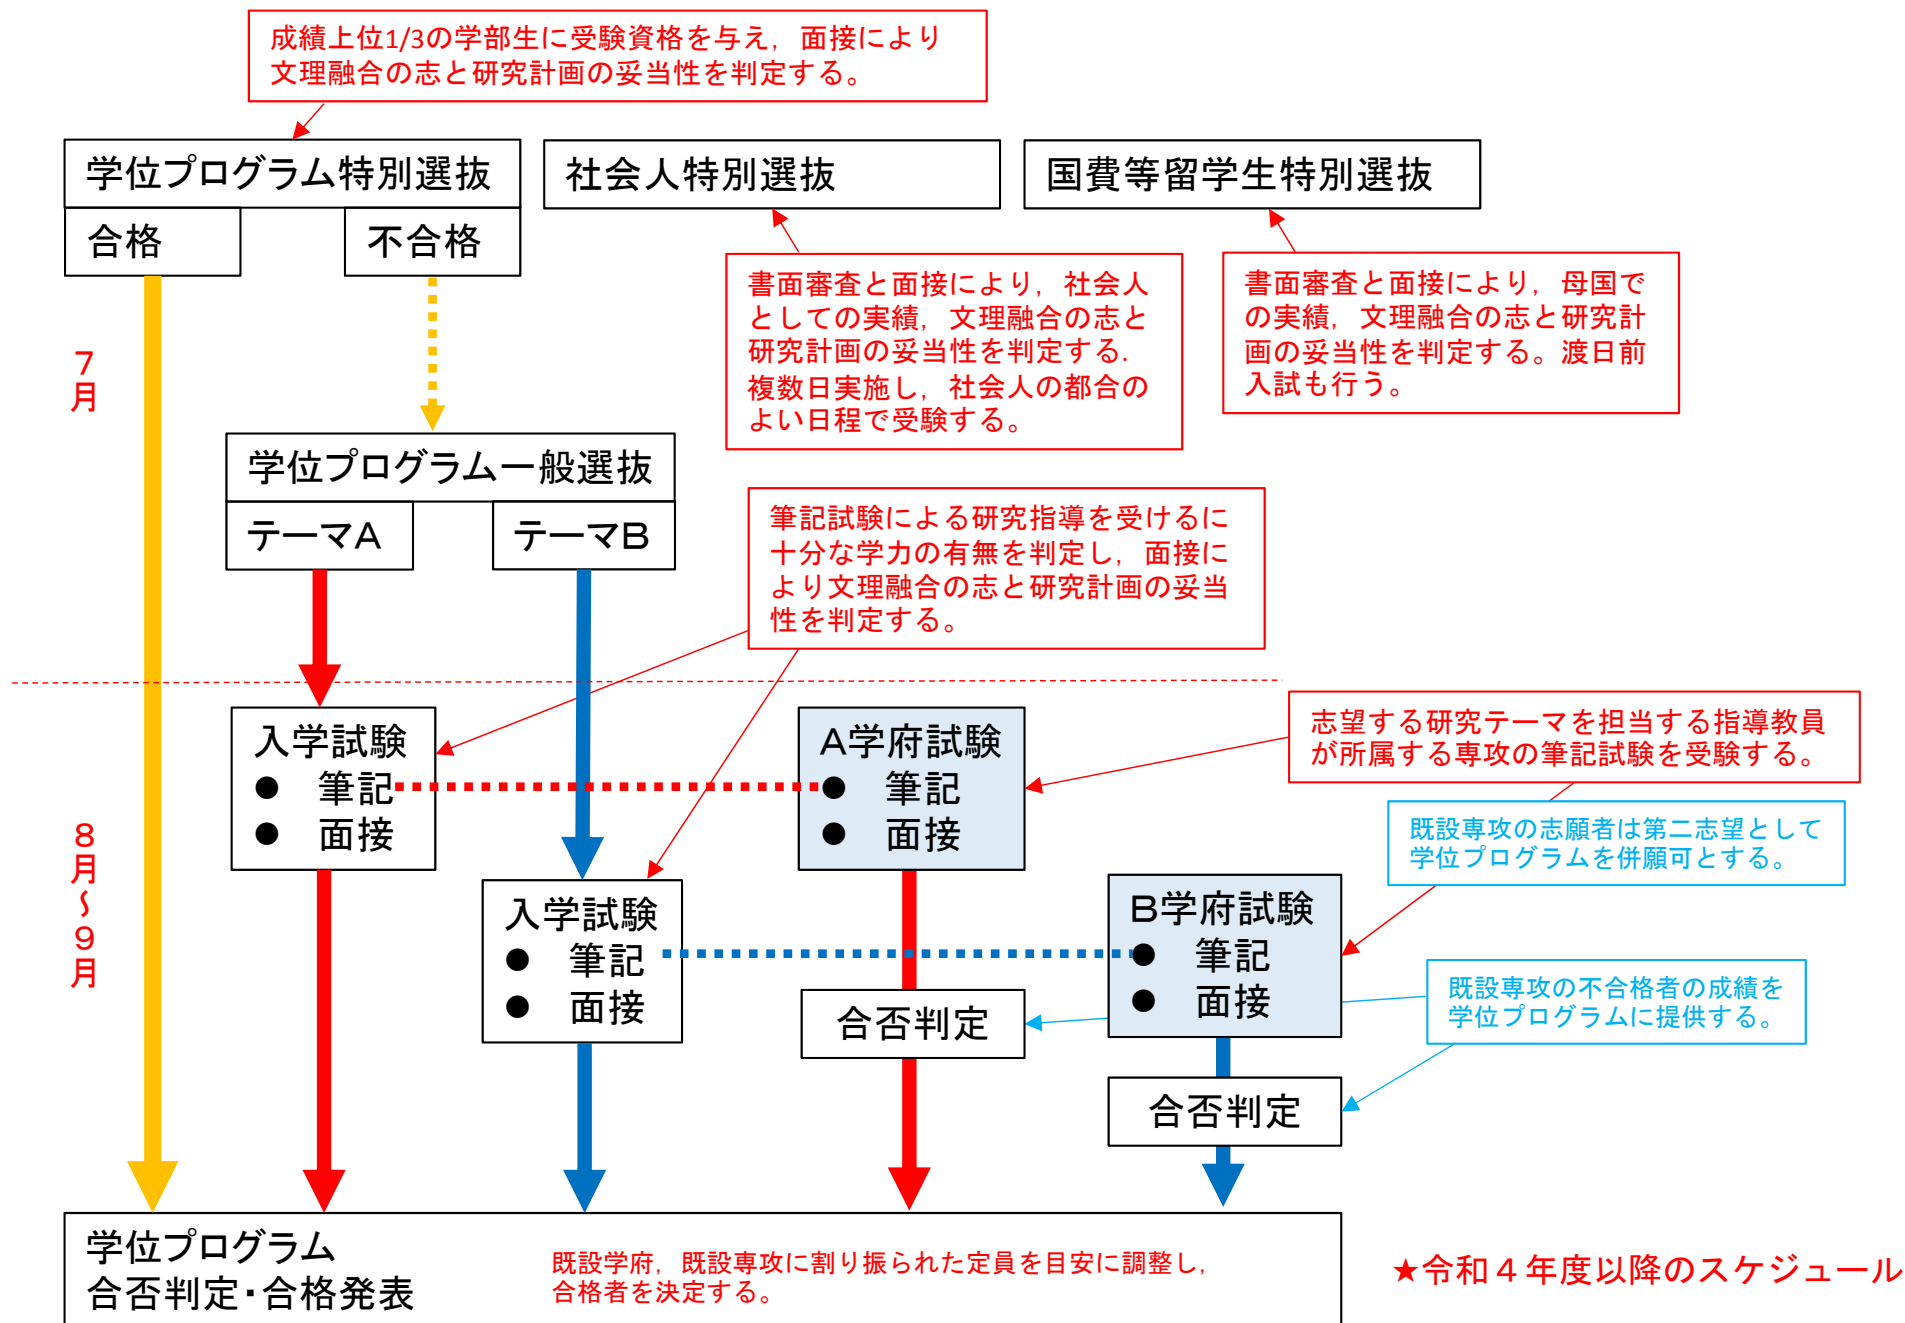 成績上位1/3の学部生に受験資格を与え，面接により
文理融合の志と研究計画の妥当性を判定する。
学位プログラム特別選抜
合格
不合格
社会人特別選抜
国費等留学生特別選抜
書面審査と面接により，社会人
としての実績，文理融合の志と
研究計画の妥当性を判定する．
複数日実施し，社会人の都合の
よい日程で受験する。
書面審査と面接により，母国で
の実績，文理融合の志と研究計
画の妥当性を判定する。渡日前
入試も行う。
７月
学位プログラム一般選抜
テーマA
テーマB
筆記試験による研究指導を受けるに
十分な学力の有無を判定し，面接に
より文理融合の志と研究計画の妥当
性を判定する。
８月～９月
入学試験
● 筆記
● 面接
A学府試験
● 筆記
● 面接
志望する研究テーマを担当する指導教員
が所属する専攻の筆記試験を受験する。
既設専攻の志願者は第二志望として
学位プログラムを併願可とする。
入学試験
● 筆記
● 面接
B学府試験
● 筆記
● 面接
合否判定
既設専攻の不合格者の成績を
学位プログラムに提供する。
合否判定
学位プログラム
合否判定・合格発表
既設学府，既設専攻に割り振られた定員を目安に調整し，
合格者を決定する。
★令和４年度以降のスケジュール